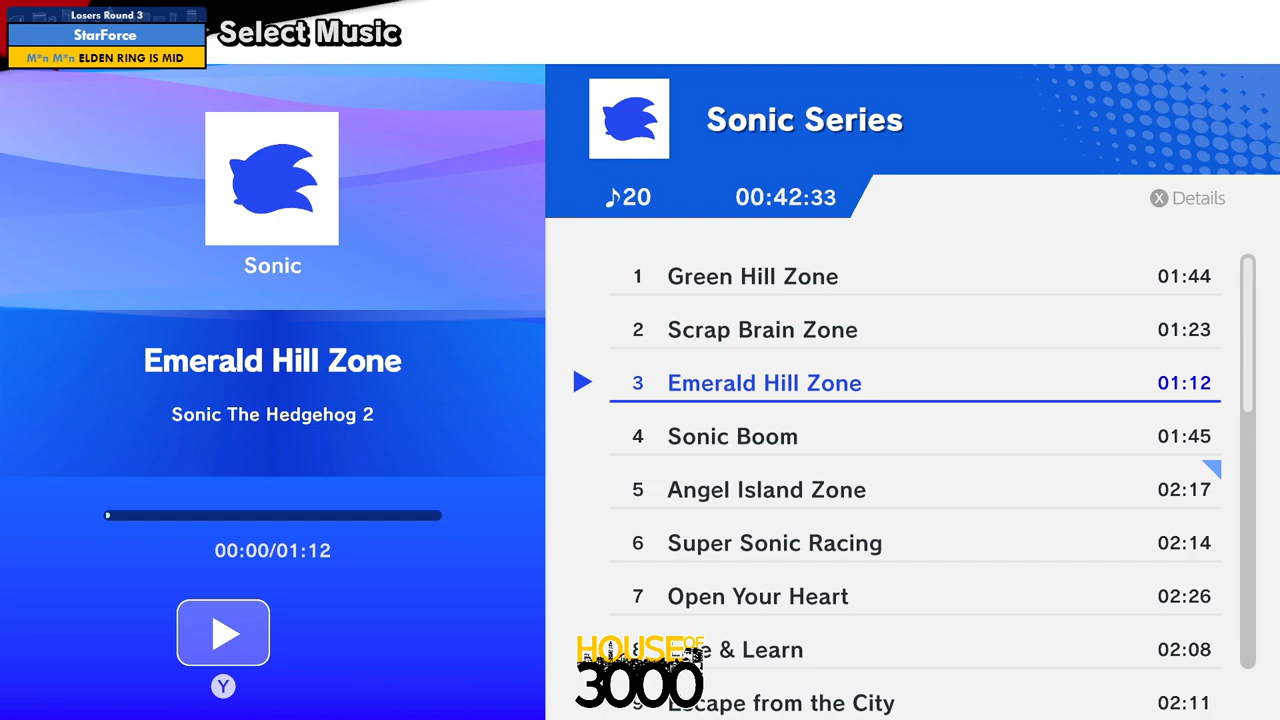 Losers Round 3
StarForce
M*n M*n ELDEN RING IS MID
Select Music
Sonic
Emerald Hill Zone
Sonic The Hedgehog 2
00:00/01:12
Y
Sonic Series
♪20 00:42:33
X Details
1 Green Hill Zone 01:44
2 Scrap Brain Zone 01:23
3 Emerald Hill Zone 01:12
4 Sonic Boom 01:45
5 Angel Island Zone 02:17
6 Super Sonic Racing 02:14
7 Open Your Heart 02:26
& Learn 02:08
from the City 02:11
HOUSE OF
3000